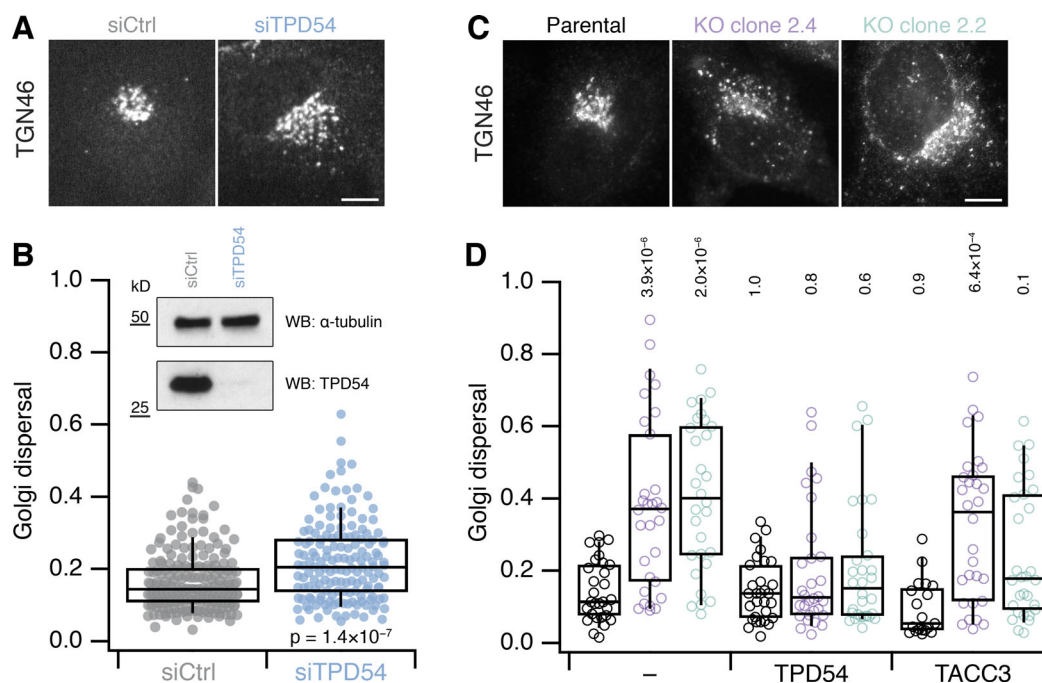 A
siCtrl siTPD54
TGN46
C
Parental KO clone 2.4 KO clone 2.2
TGN46
B
siCtrl siTPD54
kD
50
25
WB: α-tubulin
WB: TPD54
Golgi dispersal
1.0
0.8
0.6
0.4
0.2
0.0
p = 1.4×10⁻⁷
siCtrl siTPD54
D
3.9×10⁻⁶ 2.0×10⁻⁶ 1.0 0.8 0.6 0.9 6.4×10⁻⁴ 0.1
Golgi dispersal
1.0
0.8
0.6
0.4
0.2
0.0
– TPD54 TACC3